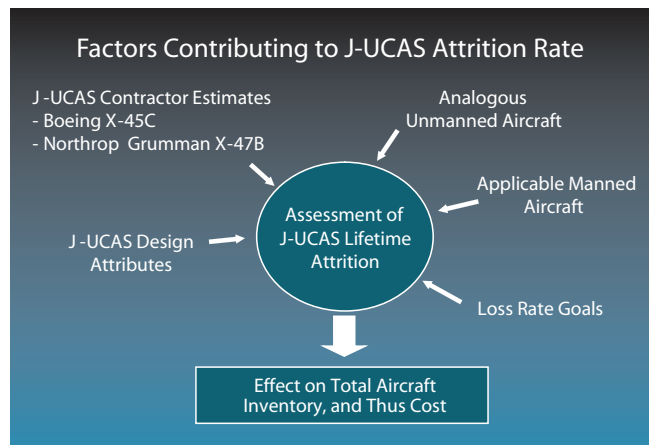 Factors Contributing to J-UCAS Attrition Rate
J-UCAS Contractor Estimates
- Boeing X-45C
- Northrop Grumman X-47B
Analogous
Unmanned Aircraft
Applicable Manned
Aircraft
Assessment of
J-UCAS Lifetime
Attrition
J-UCAS Design
Attributes
Loss Rate Goals
Effect on Total Aircraft
Inventory, and Thus Cost